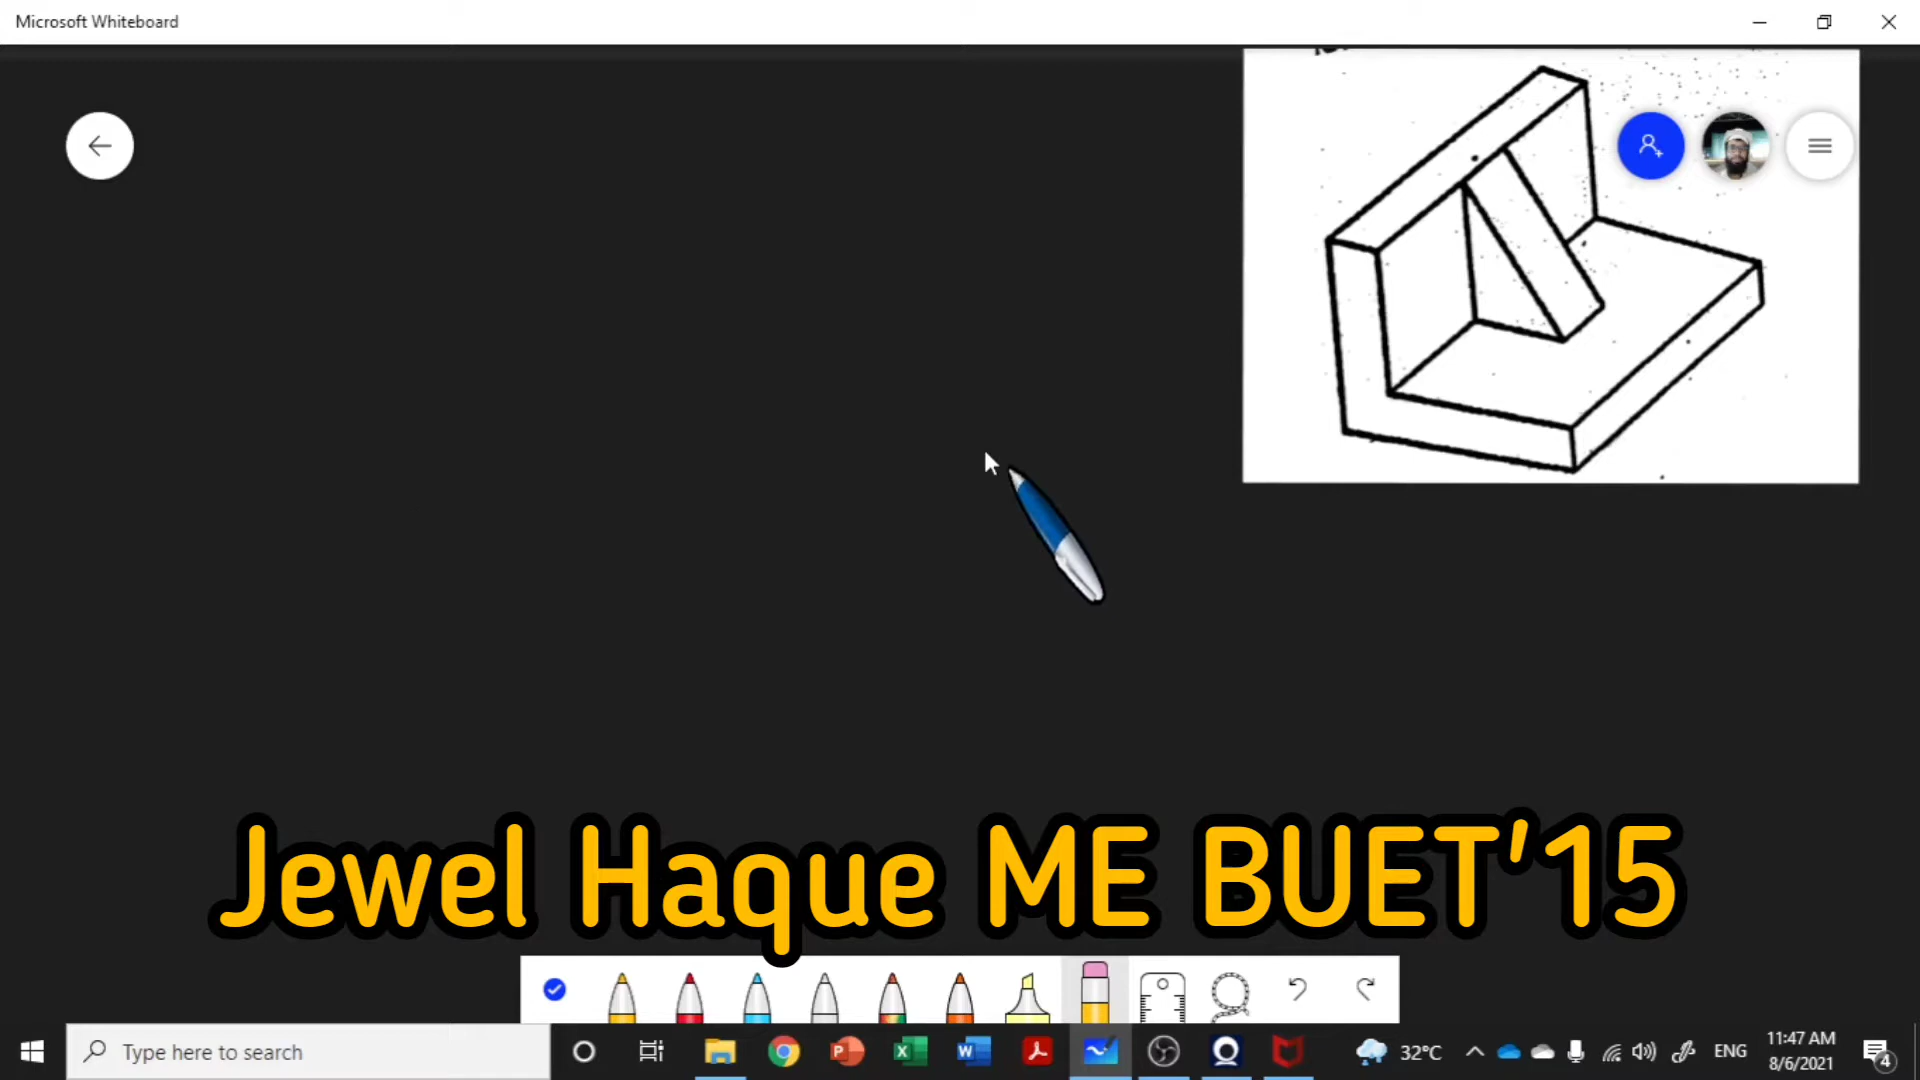 Microsoft Whiteboard
Jewel Haque ME BUET'15
Type here to search
32°C
ENG
11:47 AM
8/6/2021
4